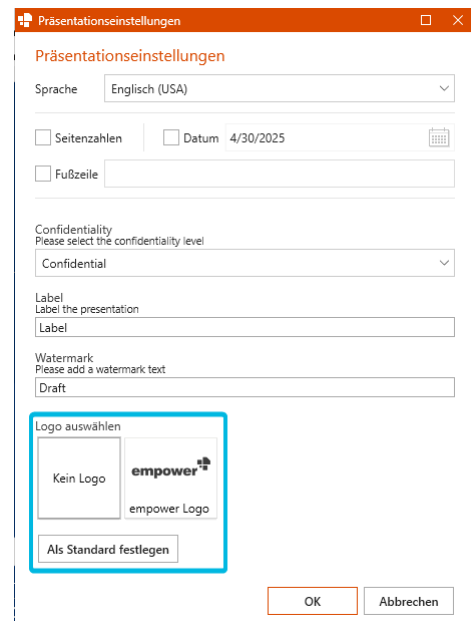 Präsentationseinstellungen
Präsentationseinstellungen
Sprache Englisch (USA)
Seitenzahlen Datum 4/30/2025
Fußzeile
Confidentiality
Please select the confidentiality level
Confidential
Label
Label the presentation
Label
Watermark
Please add a watermark text
Draft
Logo auswählen
Kein Logo
empower
empower Logo
Als Standard festlegen
OK Abbrechen